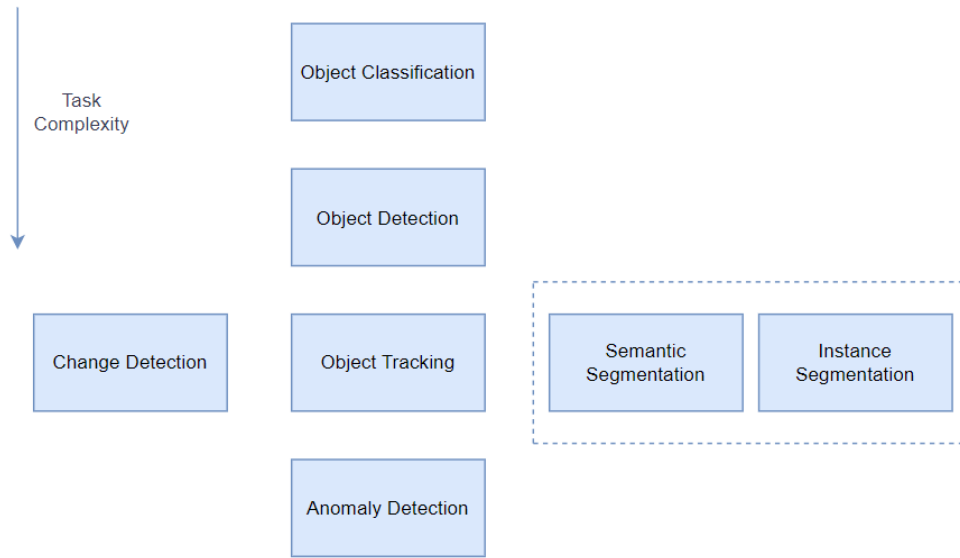 Object Classification
Task
Complexity
Object Detection
Change Detection
Object Tracking
Semantic
Segmentation
Instance
Segmentation
Anomaly Detection